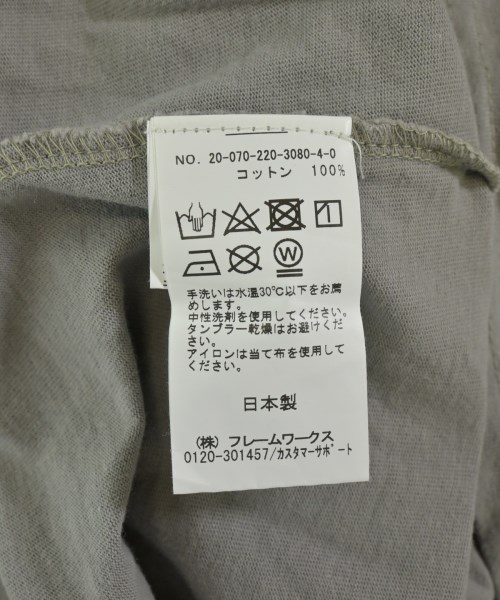 NO. 20-070-220-3080-4-0
コットン 100%
W
手洗いは水温30℃以下をお薦
めします。
中性洗剤を使用してください。
タンブラー乾燥はお避けくだ
さい。
アイロンは当て布を使用して
ください。
日本製
(株) フレームワークス
0120-301457/カスタマーサポート